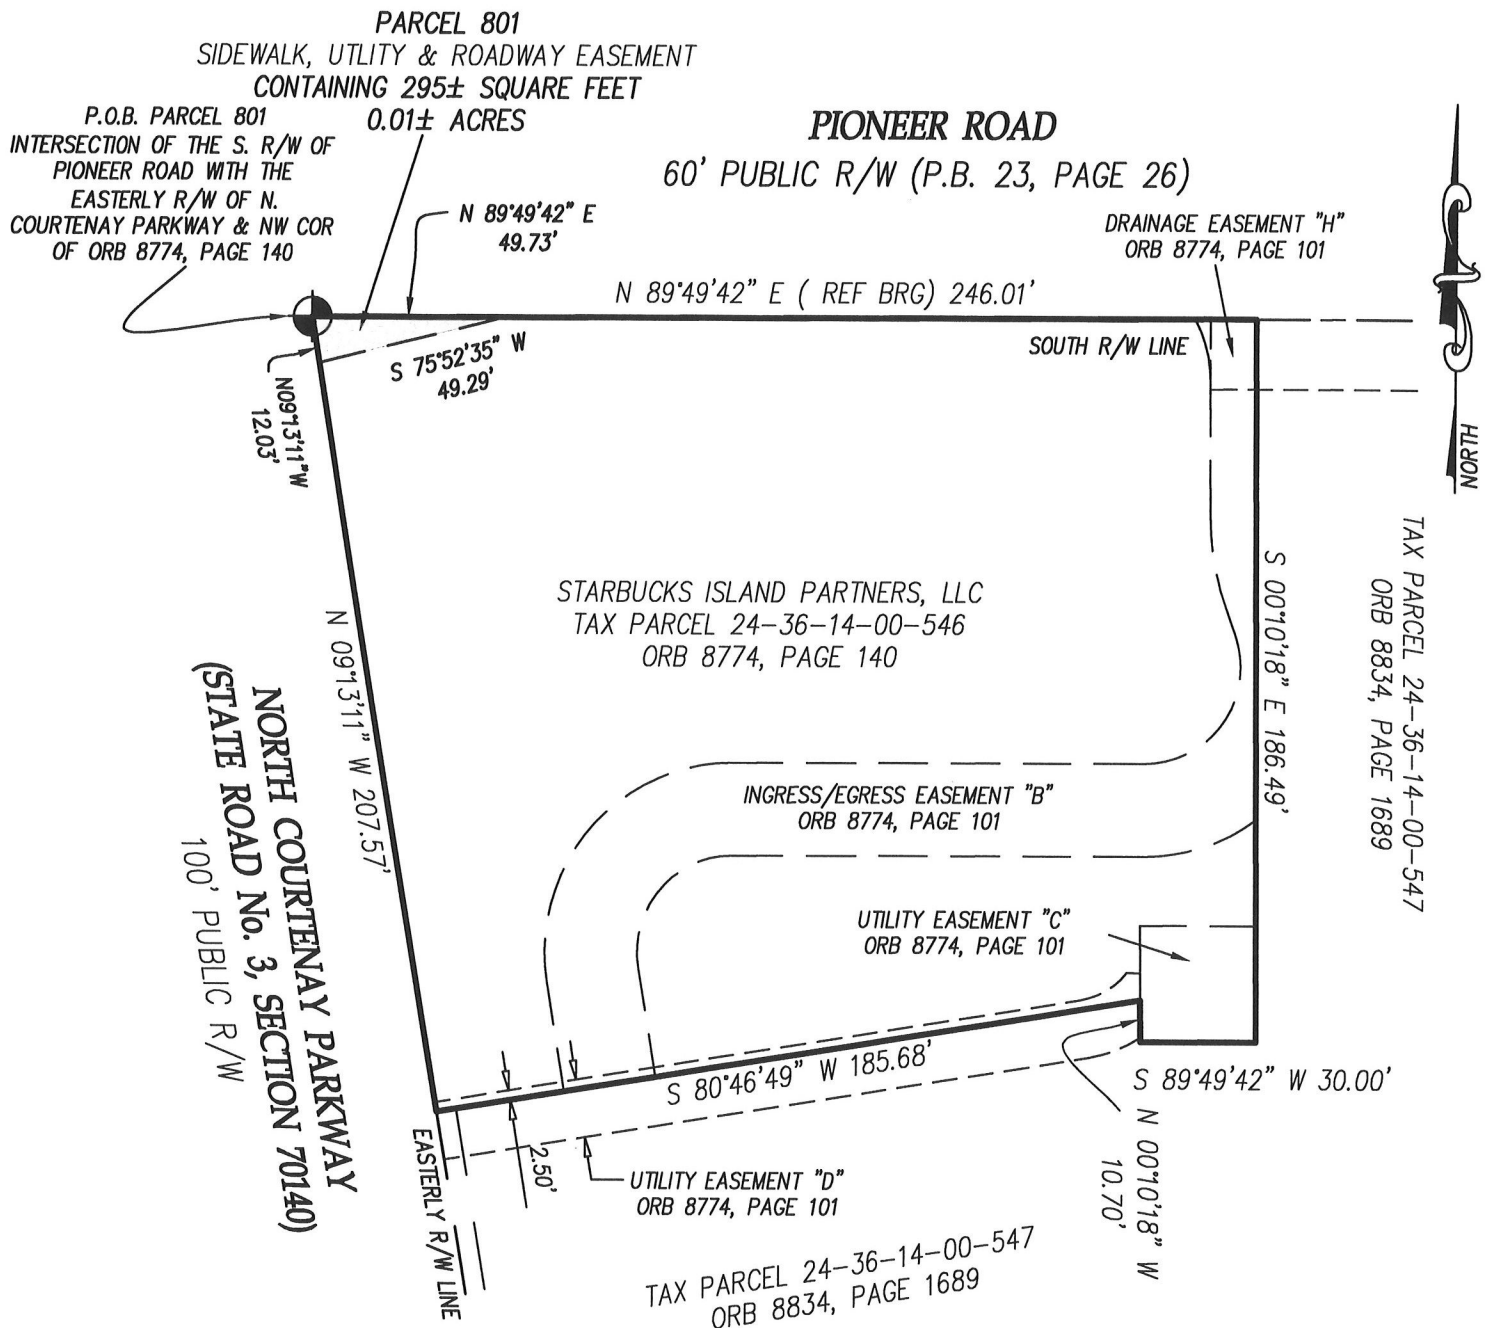 PARCEL 801
SIDEWALK, UTLITY & ROADWAY EASEMENT
CONTAINING 295± SQUARE FEET
0.01± ACRES
P.O.B. PARCEL 801
INTERSECTION OF THE S. R/W OF
PIONEER ROAD WITH THE
EASTERLY R/W OF N.
COURTENAY PARKWAY & NW COR
OF ORB 8774, PAGE 140
PIONEER ROAD
60' PUBLIC R/W (P.B. 23, PAGE 26)
N 89°49'42" E
49.73'
DRAINAGE EASEMENT "H"
ORB 8774, PAGE 101
N 89°49'42" E ( REF BRG) 246.01'
SOUTH R/W LINE
S 75°52'35" W
49.29'
N09°13'11"W
12.03'
NORTH
TAX PARCEL 24-36-14-00-547
ORB 8834, PAGE 1689
S 00°10'18" E 186.49'
STARBUCKS ISLAND PARTNERS, LLC
TAX PARCEL 24-36-14-00-546
ORB 8774, PAGE 140
N 09°13'11" W 207.57'
NORTH COURTENAY PARKWAY
(STATE ROAD No. 3, SECTION 70140)
100' PUBLIC R/W
INGRESS/EGRESS EASEMENT "B"
ORB 8774, PAGE 101
UTILITY EASEMENT "C"
ORB 8774, PAGE 101
S 80°46'49" W 185.68'
S 89°49'42" W 30.00'
S N 00°10'18" W
10.70'
2.50'
EASTERLY R/W LINE
UTILITY EASEMENT "D"
ORB 8774, PAGE 101
TAX PARCEL 24-36-14-00-547
ORB 8834, PAGE 1689